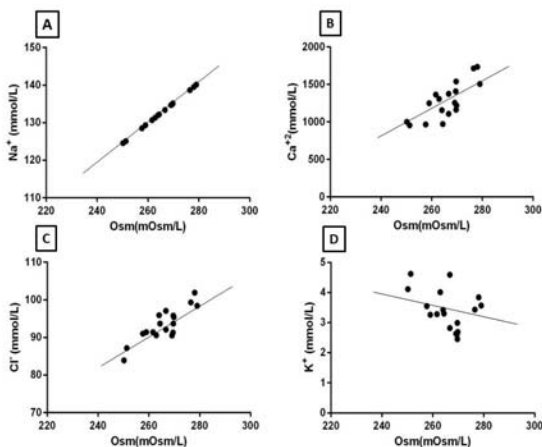 A
150
140
130
120
110
Na⁺ (mmol/L)
220 240 260 280 300
Osm(mOsm/L)
B
2000
1500
1000
500
0
Ca⁺²(mmol/L)
220 240 260 280 300
Osm(mOsm/L)
C
110
100
90
80
70
Cl⁻ (mmol/L)
220 240 260 280 300
Osm(mOsm/L)
D
5
4
3
2
1
0
K⁺ (mmol/L)
220 240 260 280 300
Osm(mOsm/L)